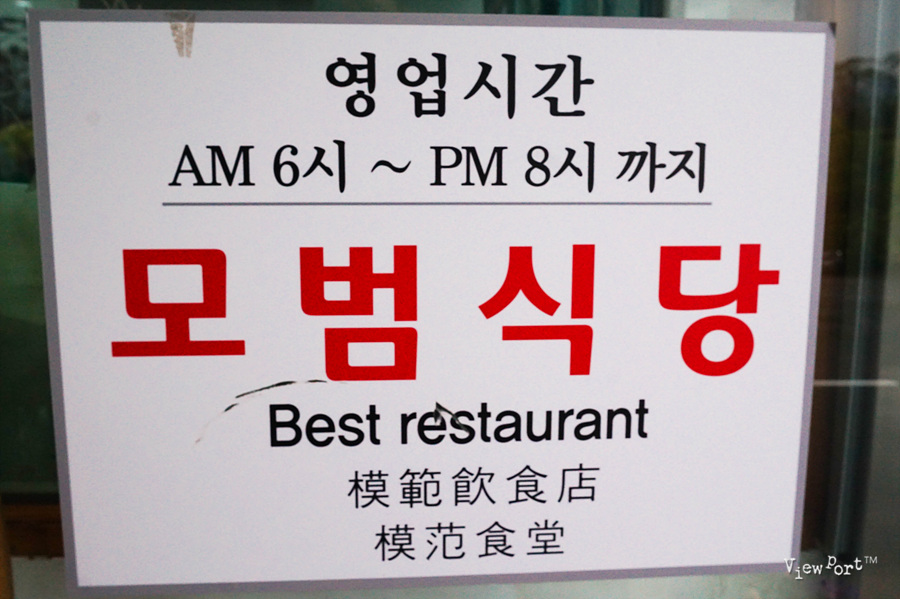 영업시간
AM 6시 ~ PM 8시 까지
모범식당
Best restaurant
模範飲食店
模范食堂
ViewPort™